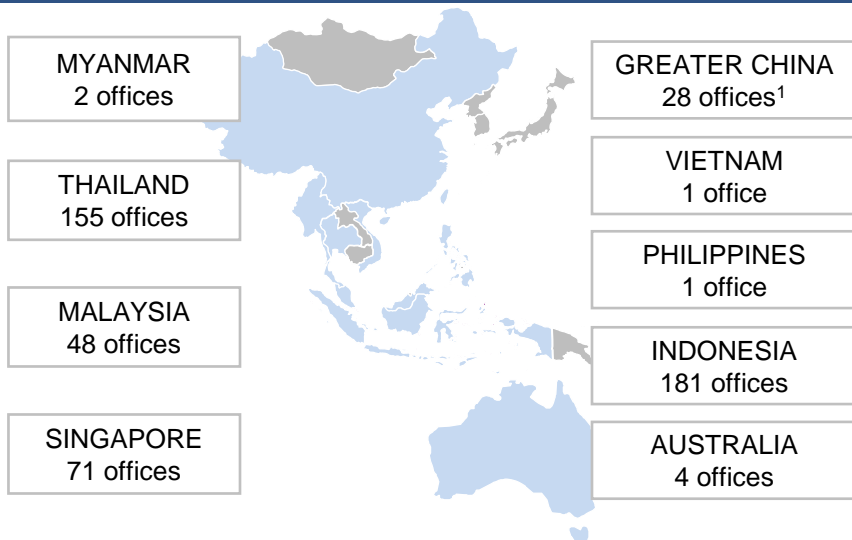 MYANMAR
2 offices
THAILAND
155 offices
MALAYSIA
48 offices
SINGAPORE
71 offices
GREATER CHINA
28 offices¹
VIETNAM
1 office
PHILIPPINES
1 office
INDONESIA
181 offices
AUSTRALIA
4 offices